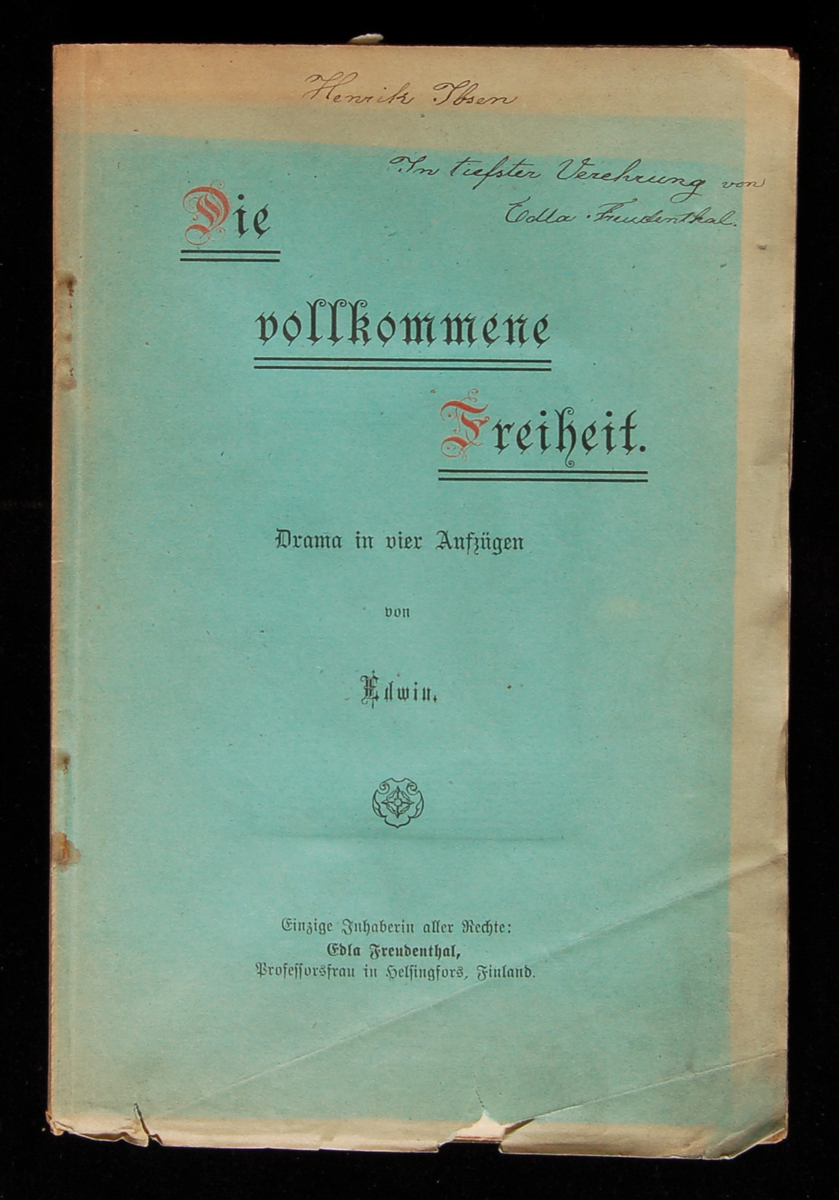 Henrik Ibsen
In tiefster Verehrung von
Edla Freudenthal.
Die
vollkommene
Freiheit.
Drama in vier Aufzügen
von
Edwin.
Einzige Inhaberin aller Rechte:
Edla Freudenthal,
Professorsfrau in Helsingfors, Finland.